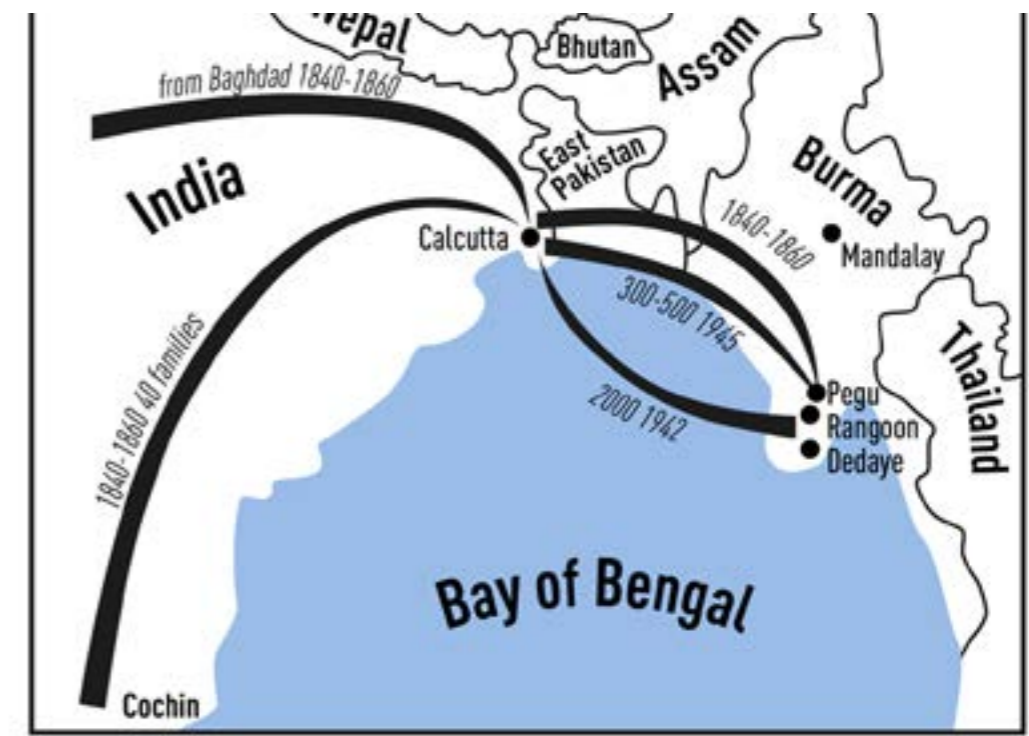 Nepal
Bhutan
Assam
from Baghdad 1840-1860
India
East
Pakistan
Burma
1840-1860
Calcutta
Mandalay
300-500 1945
1840-1860 40 families
Thailand
2000 1942
Pegu
Rangoon
Dedaye
Bay of Bengal
Cochin